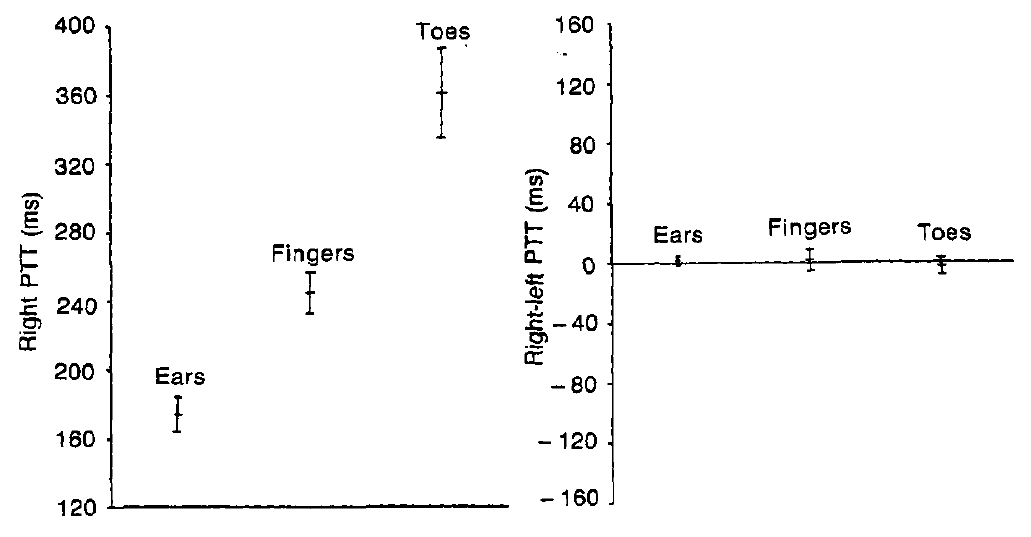 400
360
320
280
240
200
160
120
Right PTT (ms)
Toes
Fingers
Ears
160
120
80
40
0
– 40
– 80
– 120
– 160
Right-left PTT (ms)
Ears
Fingers
Toes